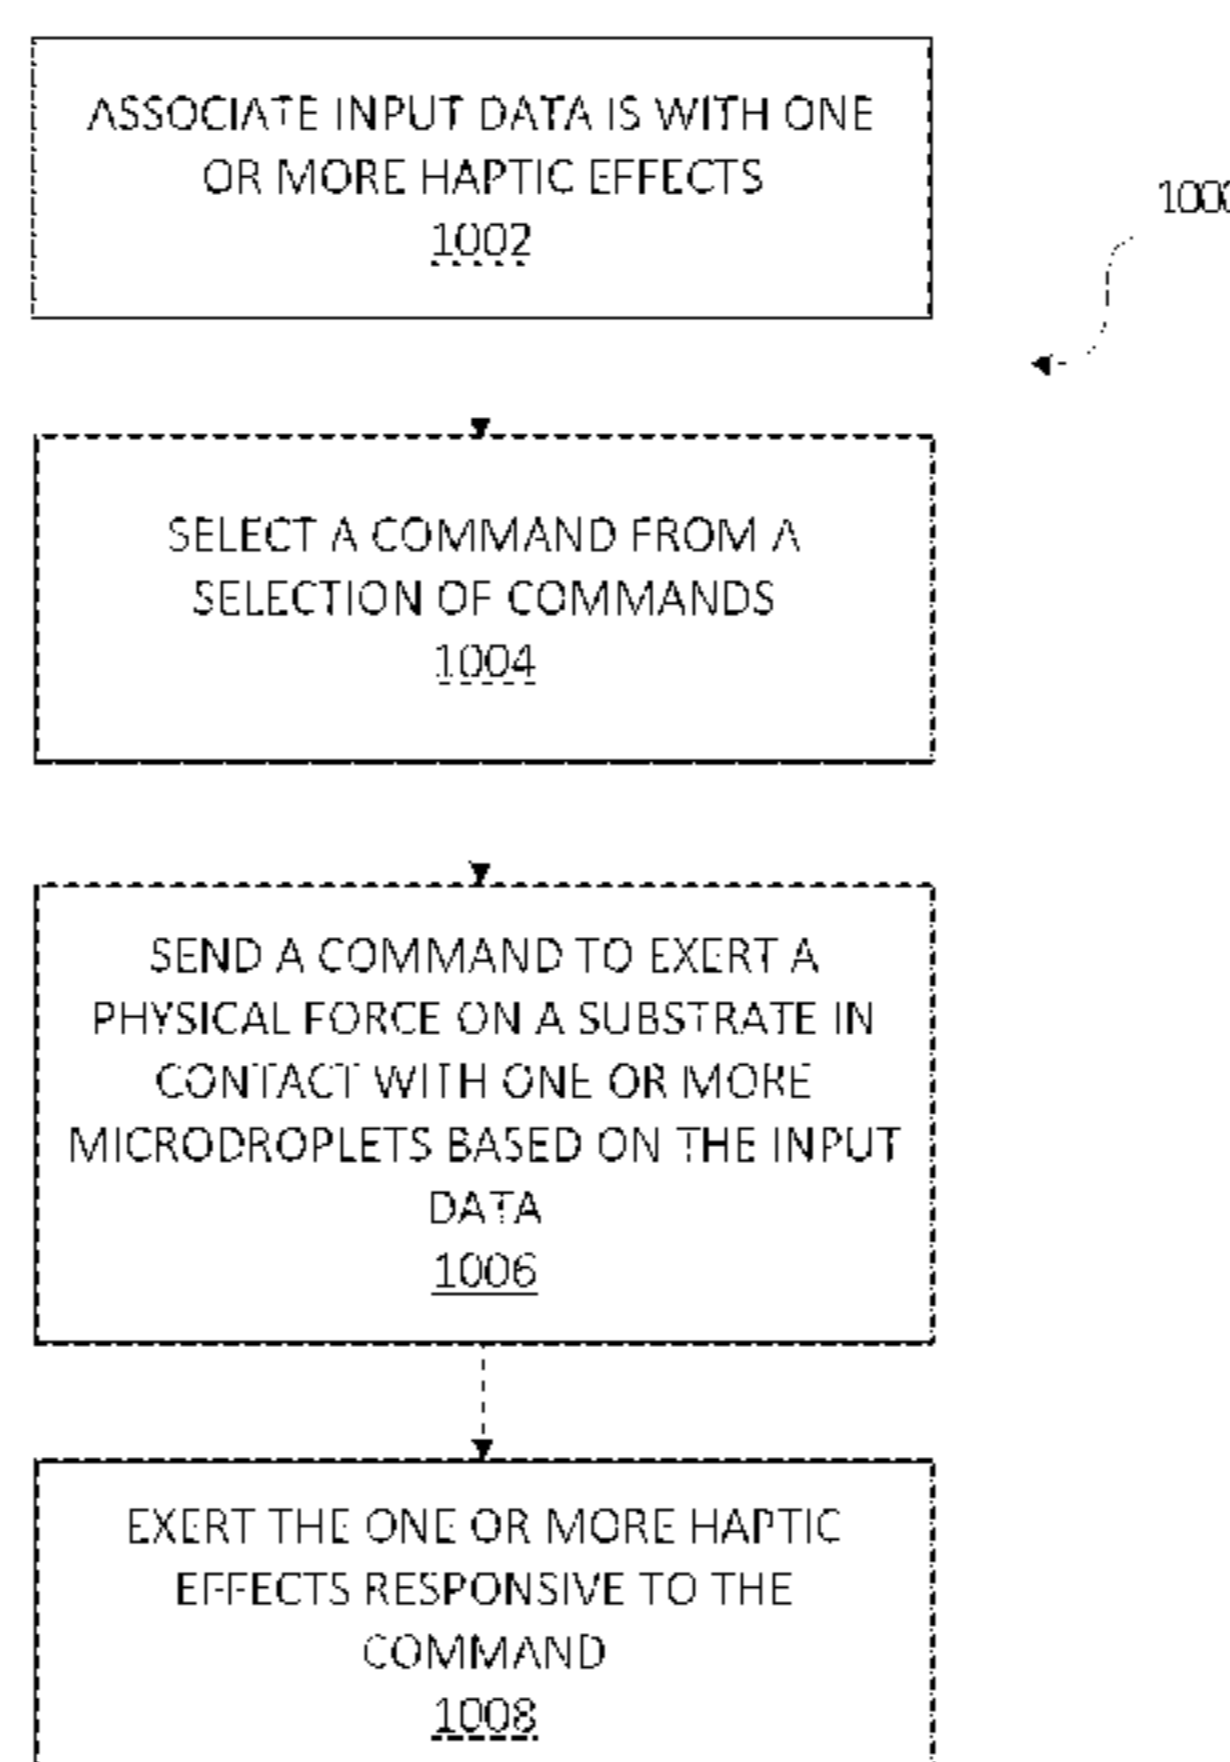 ASSOCIATE INPUT DATA IS WITH ONE
OR MORE HAPTIC EFFECTS
1002
SELECT A COMMAND FROM A
SELECTION OF COMMANDS
1004
SEND A COMMAND TO EXERT A
PHYSICAL FORCE ON A SUBSTRATE IN
CONTACT WITH ONE OR MORE
MICRODROPLETS BASED ON THE INPUT
DATA
1006
EXERT THE ONE OR MORE HAPTIC
EFFECTS RESPONSIVE TO THE
COMMAND
1008